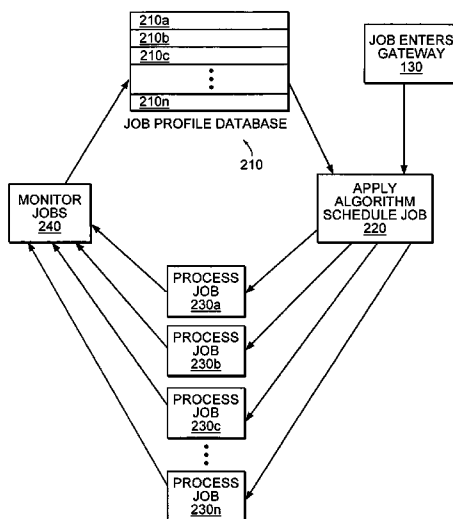 210a
210b
210c
210n
JOB PROFILE DATABASE
210
JOB ENTERS
GATEWAY
130
MONITOR
JOBS
240
APPLY
ALGORITHM
SCHEDULE JOB
220
PROCESS
JOB
230a
PROCESS
JOB
230b
PROCESS
JOB
230c
PROCESS
JOB
230n